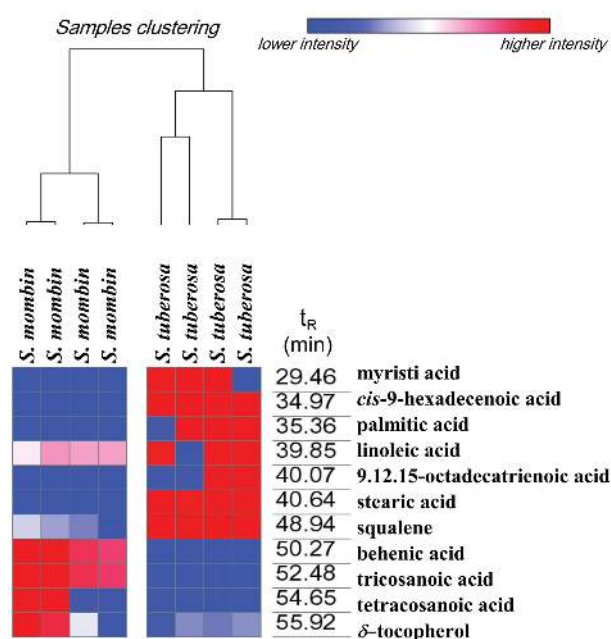 Samples clustering
lower intensity higher intensity
S. mombin
S. mombin
S. mombin
S. mombin
S. tuberosa
S. tuberosa
S. tuberosa
S. tuberosa
tR
(min)
29.46 myristi acid
34.97 cis-9-hexadecenoic acid
35.36 palmitic acid
39.85 linoleic acid
40.07 9.12.15-octadecatrienoic acid
40.64 stearic acid
48.94 squalene
50.27 behenic acid
52.48 tricosanoic acid
54.65 tetracosanoic acid
55.92 δ–tocopherol